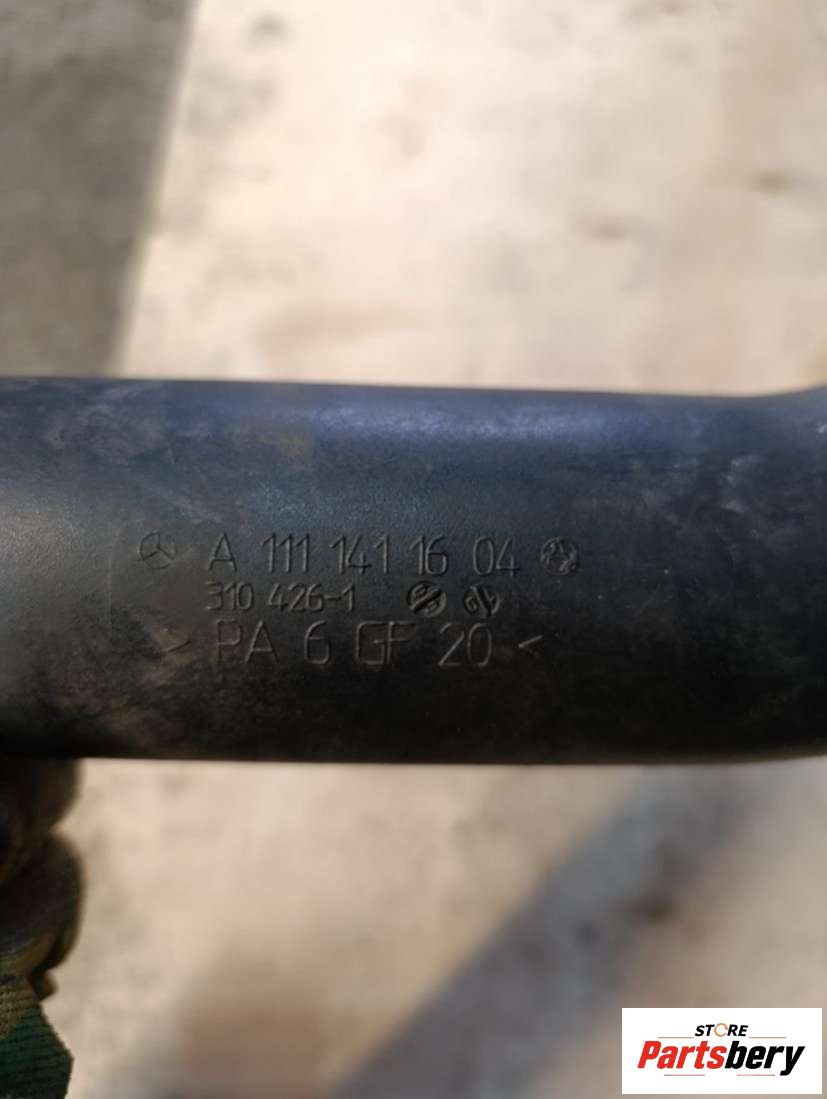 A 111 141 16 04
310 426-1
> PA 6 GF 20 <
STORE
Partsbery